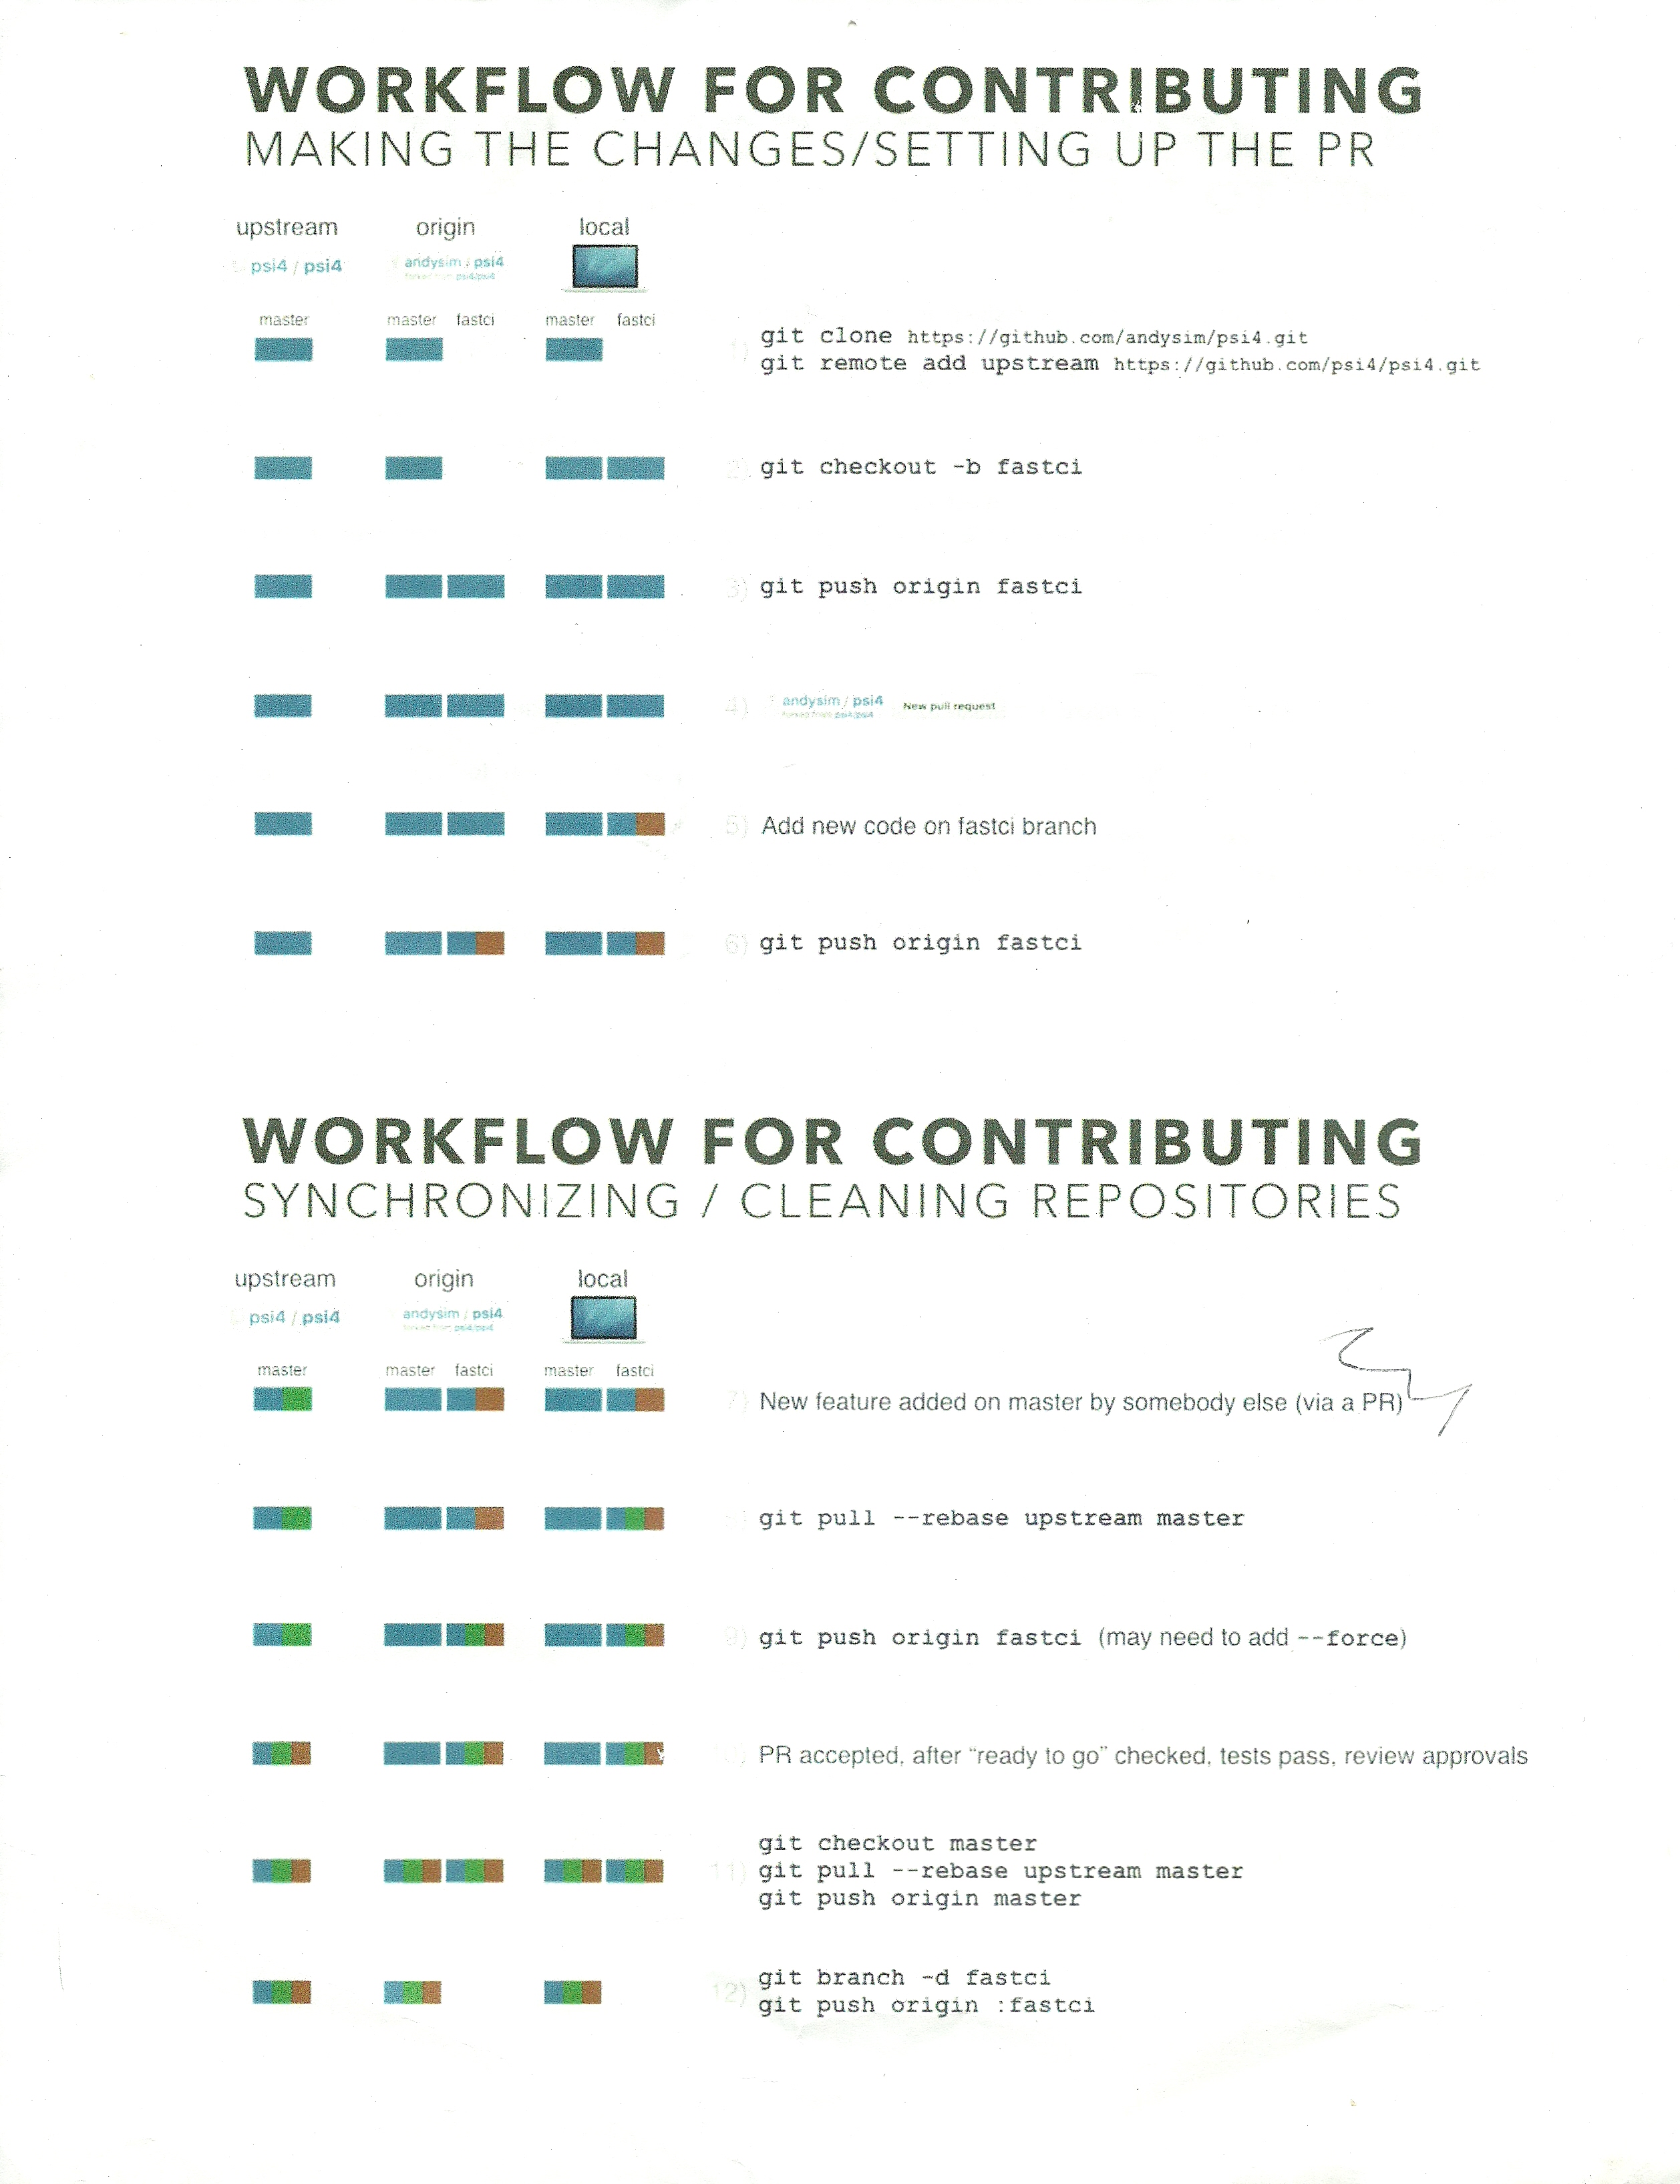 WORKFLOW FOR CONTRIBUTING
MAKING THE CHANGES/SETTING UP THE PR
upstream origin local
psi4 / psi4 andysim / psi4
forked from psi4/psi4
master master fastci master fastci
1) git clone https://github.com/andysim/psi4.git
git remote add upstream https://github.com/psi4/psi4.git
2) git checkout -b fastci
3) git push origin fastci
4) andysim / psi4 New pull request
forked from psi4/psi4
5) Add new code on fastci branch
6) git push origin fastci
WORKFLOW FOR CONTRIBUTING
SYNCHRONIZING / CLEANING REPOSITORIES
upstream origin local
psi4 / psi4 andysim / psi4
forked from psi4/psi4
master master fastci master fastci
7) New feature added on master by somebody else (via a PR)
git pull --rebase upstream master
9) git push origin fastci (may need to add --force)
PR accepted, after “ready to go” checked, tests pass, review approvals
git checkout master
11) git pull --rebase upstream master
git push origin master
12) git branch -d fastci
git push origin :fastci